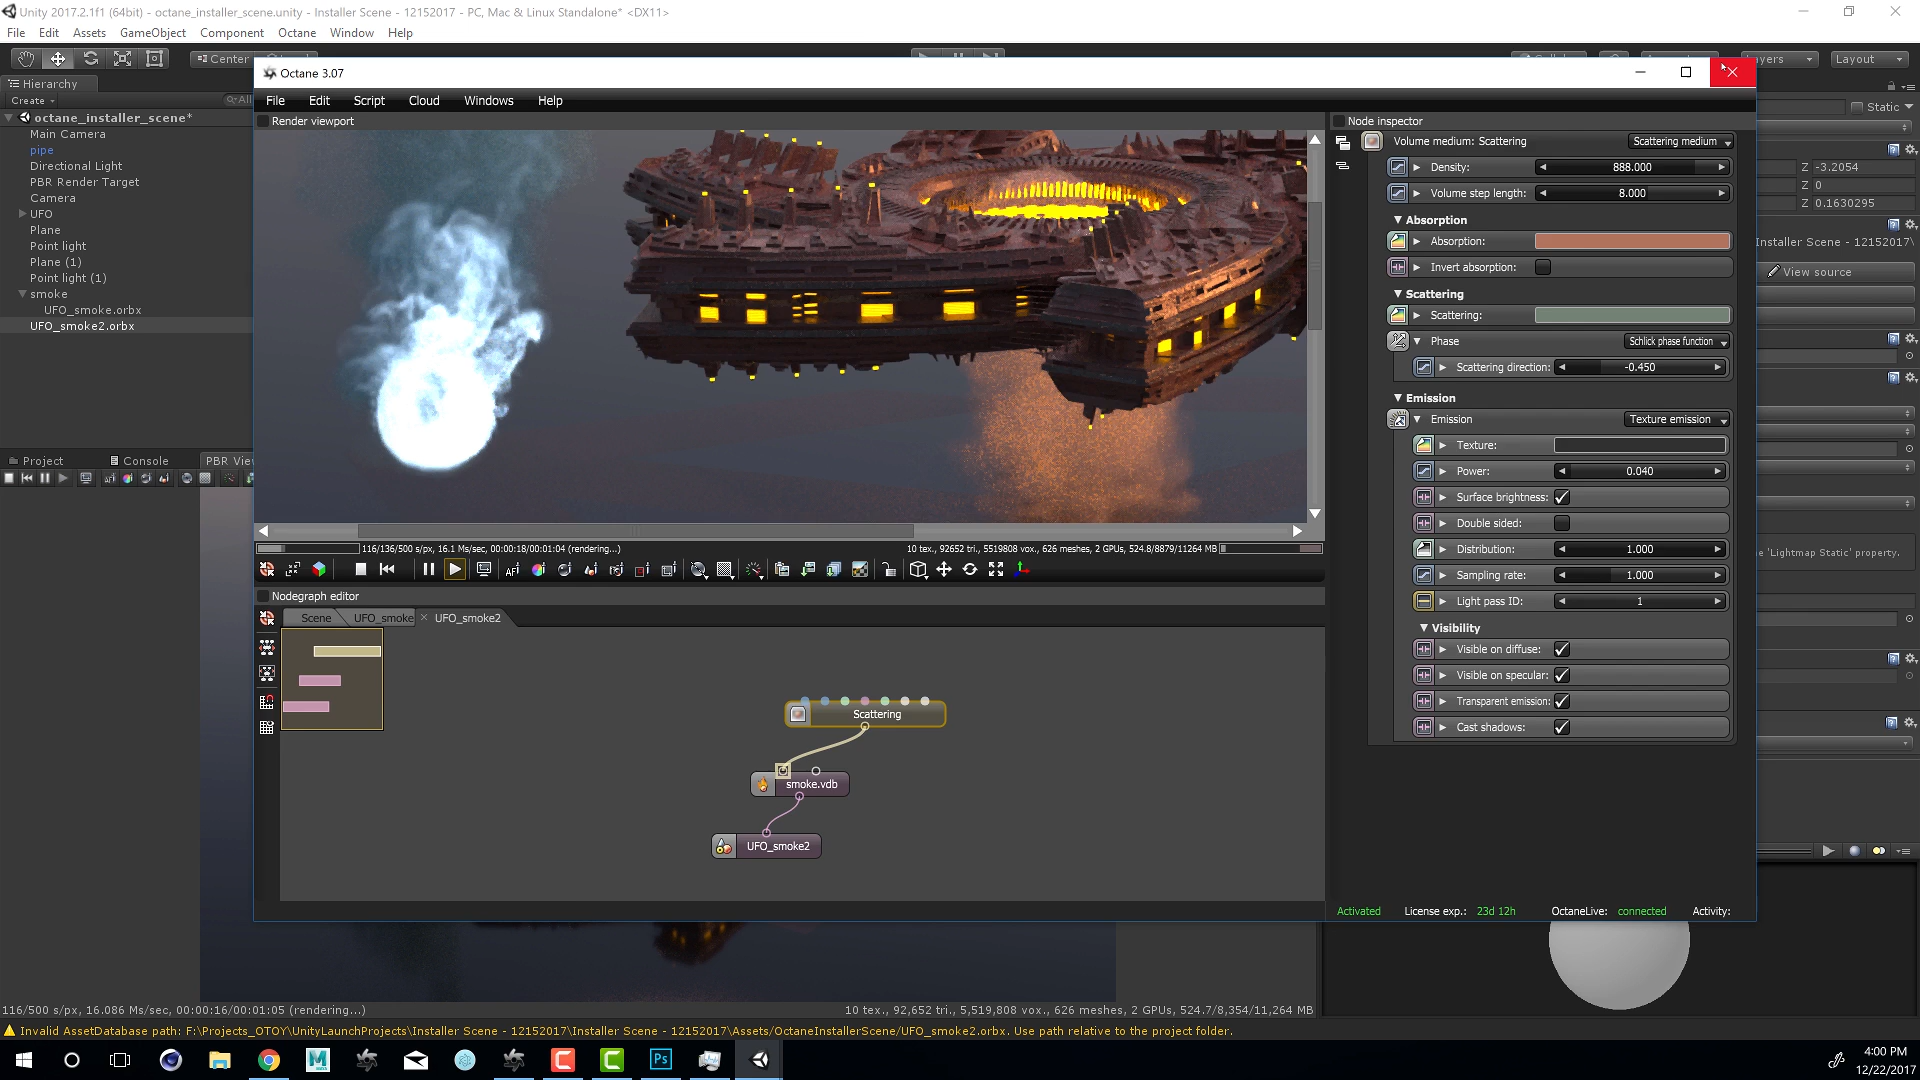 Unity 2017.2.1f1 (64bit) - octane_installer_scene.unity - Installer Scene - 12152017 - PC, Mac & Linux Standalone* <DX11>
File Edit Assets GameObject Component Octane Window Help
Center
Layers
Layout
Hierarchy
Create
All
octane_installer_scene*
Main Camera
pipe
Directional Light
PBR Render Target
Camera
UFO
Plane
Point light
Plane (1)
Point light (1)
smoke
UFO_smoke.orbx
UFO_smoke2.orbx
Project
Console
PBR View
Octane 3.07
File Edit Script Cloud Windows Help
Render viewport
116/136/500 s/px, 16.1 Ms/sec, 00:00:18/00:01:04 (rendering...)
10 tex., 92652 tri., 5519808 vox., 626 meshes, 2 GPUs, 524.8/8879/11264 MB
AF
Nodegraph editor
Scene
UFO_smoke
UFO_smoke2
Scattering
smoke.vdb
UFO_smoke2
Node inspector
Volume medium: Scattering
Scattering medium
Density: 888.000
Volume step length: 8.000
Absorption
Absorption:
Invert absorption:
Scattering
Scattering:
Phase
Schlick phase function
Scattering direction: -0.450
Emission
Emission
Texture emission
Texture:
Power: 0.040
Surface brightness:
Double sided:
Distribution: 1.000
Sampling rate: 1.000
Light pass ID: 1
Visibility
Visible on diffuse:
Visible on specular:
Transparent emission:
Cast shadows:
Activated License exp.: 23d 12h OctaneLive: connected Activity:
Static
Z -3.2054
Z 0
Z 0.1630295
Installer Scene - 12152017\
View source
'Lightmap Static' property.
116/500 s/px, 16.086 Ms/sec, 00:00:16/00:01:05 (rendering...)
10 tex., 92,652 tri., 5,519,808 vox., 626 meshes, 2 GPUs, 524.7/8,354/11,264 MB
Invalid AssetDatabase path: F:\Projects_OTOY\UnityLaunchProjects\Installer Scene - 12152017\Installer Scene - 12152017\Assets/OctaneInstallerScene/UFO_smoke2.orbx. Use path relative to the project folder.
M
C
C
Ps
4:00 PM
12/22/2017